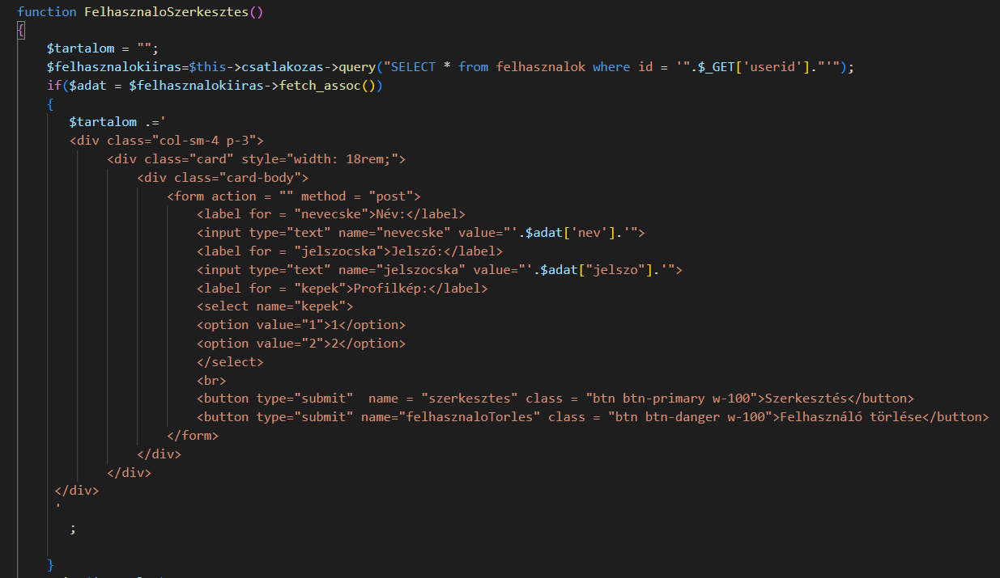 function FelhasznaloSzerkesztes()
{
$tartalom = "";
$felhasznalokiiras=$this->csatlakozas->query("SELECT * from felhasznalok where id = '".$_GET['userid']."'");
if($adat = $felhasznalokiiras->fetch_assoc())
{
$tartalom .='
<div class="col-sm-4 p-3">
<div class="card" style="width: 18rem;">
<div class="card-body">
<form action = "" method = "post">
<label for = "nevecske">Név:</label>
<input type="text" name="nevecske" value="'.$adat['nev'].'">
<label for = "jelszocska">Jelszó:</label>
<input type="text" name="jelszocska" value="'.$adat["jelszo"].'">
<label for = "kepek">Profilkép:</label>
<select name="kepek">
<option value="1">1</option>
<option value="2">2</option>
</select>
<br>
<button type="submit"  name = "szerkesztes" class = "btn btn-primary w-100">Szerkesztés</button>
<button type="submit" name="felhasznaloTorles" class = "btn btn-danger w-100">Felhasználó törlése</button>
</form>
</div>
</div>
</div>
'
;
}